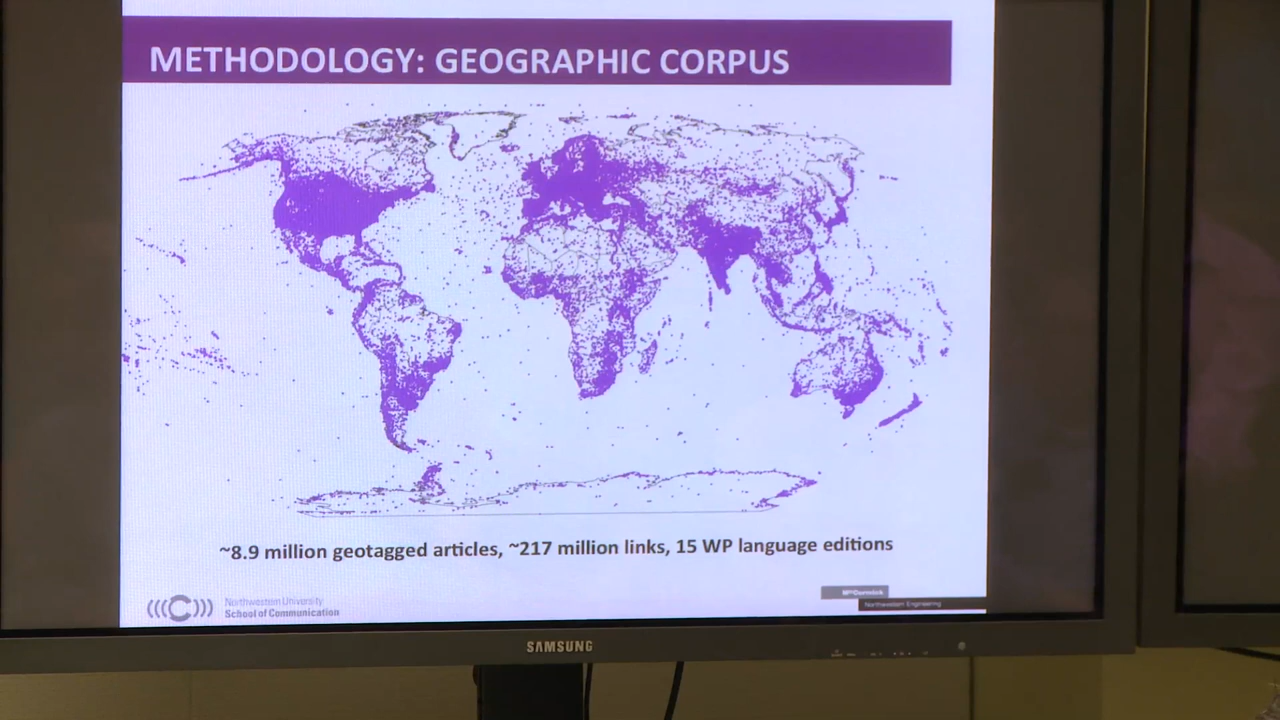 METHODOLOGY: GEOGRAPHIC CORPUS
~8.9 million geotagged articles, ~217 million links, 15 WP language editions
(((C))) Northwestern University
School of Communication
McCormick
Northwestern Engineering
SAMSUNG